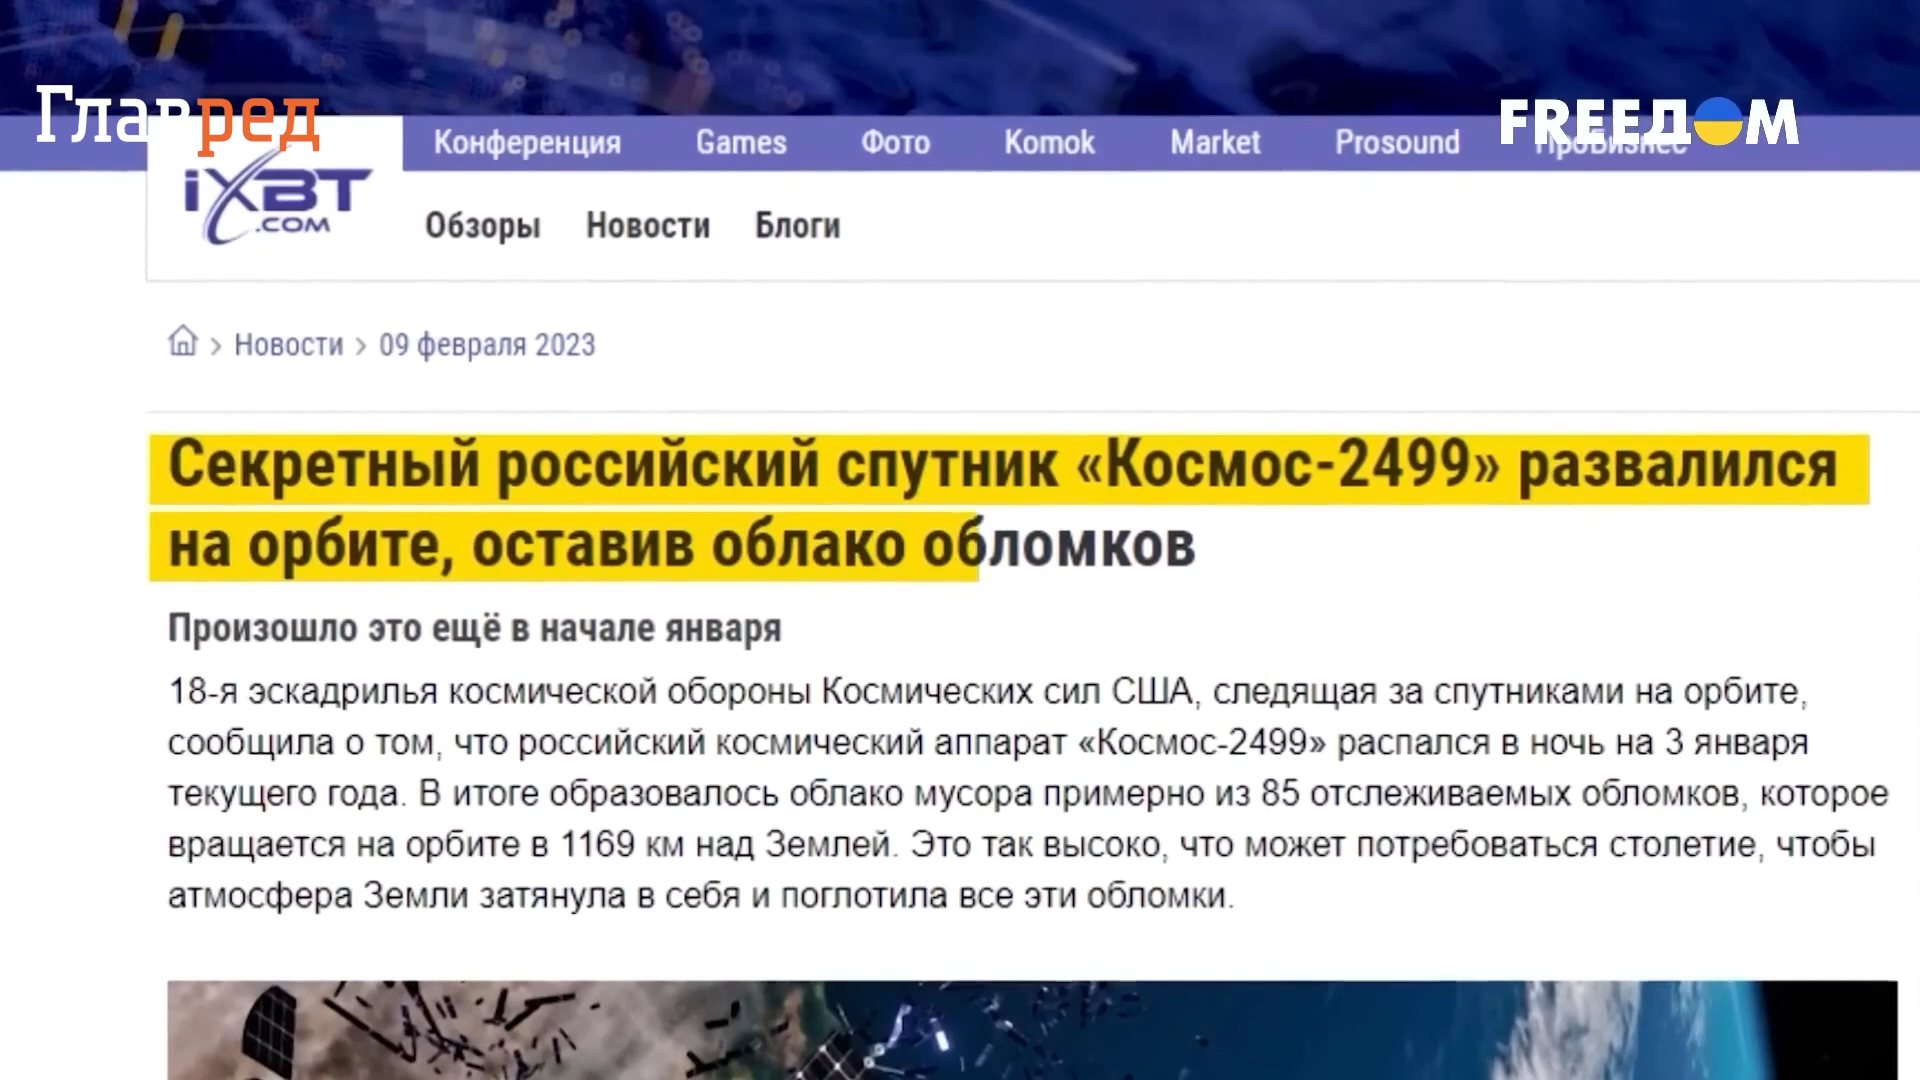 Главред
FREEДОМ
Конференция Games Фото Komok Market Prosound ПроБизнес
iXBT
.COM
Обзоры Новости Блоги
Новости > 09 февраля 2023
Секретный российский спутник «Космос-2499» развалился
на орбите, оставив облако обломков
Произошло это ещё в начале января
18-я эскадрилья космической обороны Космических сил США, следящая за спутниками на орбите,
сообщила о том, что российский космический аппарат «Космос-2499» распался в ночь на 3 января
текущего года. В итоге образовалось облако мусора примерно из 85 отслеживаемых обломков, которое
вращается на орбите в 1169 км над Землей. Это так высоко, что может потребоваться столетие, чтобы
атмосфера Земли затянула в себя и поглотила все эти обломки.